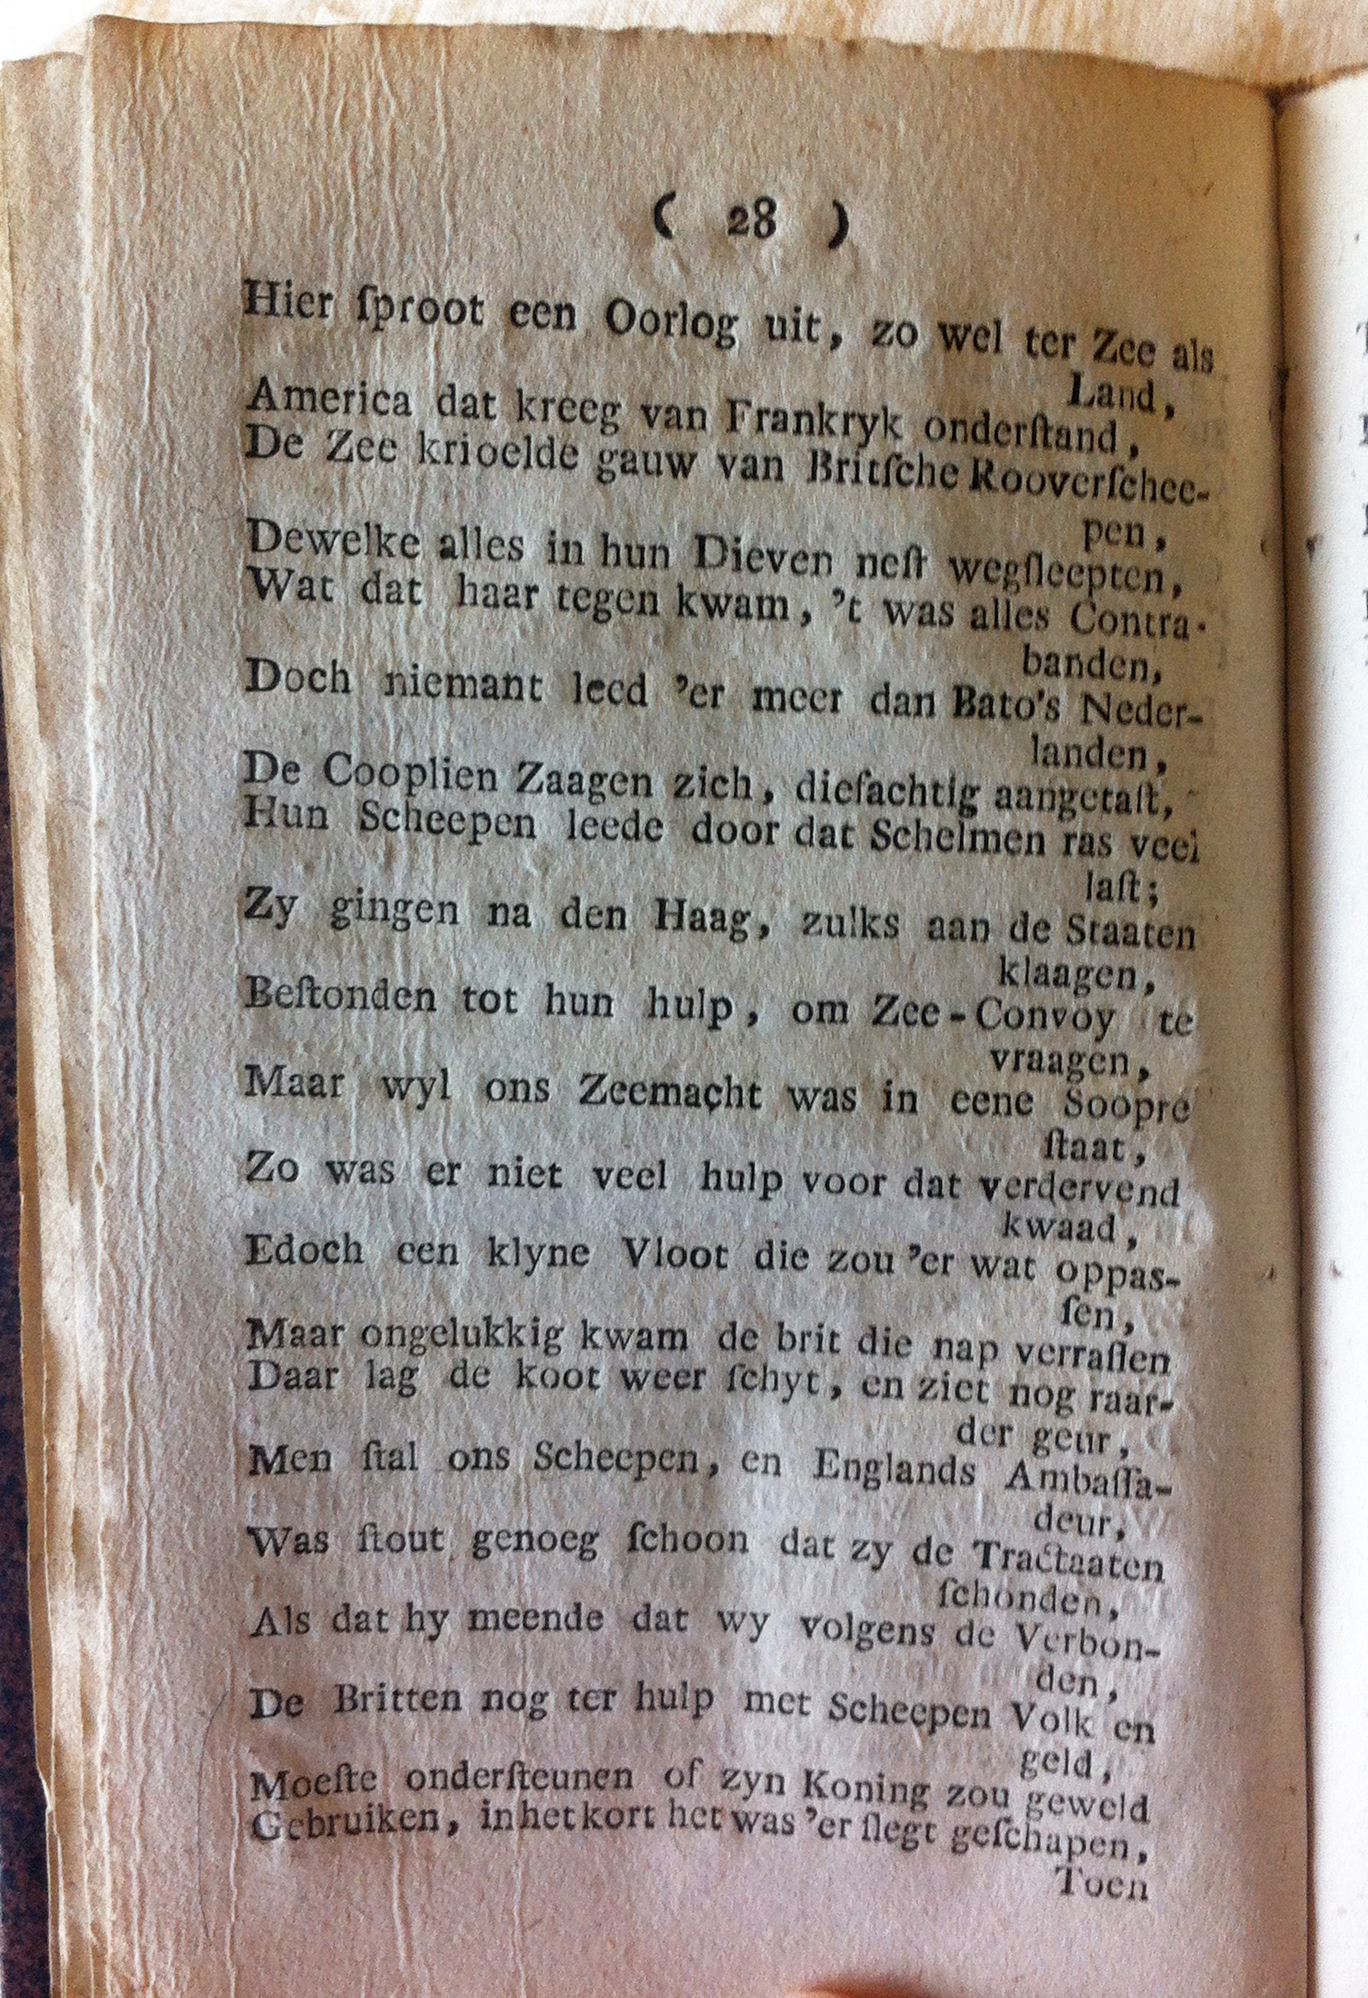 ( 28 )
Hier ſproot een Oorlog uit, zo wel ter Zee als
Land,
America dat kreeg van Frankryk onderſtand,
De Zee krioelde gauw van Britſche Rooverſchee-
pen,
Dewelke alles in hun Dieven neſt wegſleepten,
Wat dat haar tegen kwam, 't was alles Contra-
banden,
Doch niemant leed 'er meer dan Bato's Neder-
landen,
De Cooplien Zaagen zich, dieſachtig aangetaſt,
Hun Scheepen leede door dat Schelmen ras veel
laſt;
Zy gingen na den Haag, zulks aan de Staaten
klaagen,
Beſtonden tot hun hulp, om Zee-Convoy te
vraagen,
Maar wyl ons Zeemacht was in eene Soopre
ſtaat,
Zo was er niet veel hulp voor dat verdervend
kwaad,
Edoch een klyne Vloot die zou 'er wat oppas-
ſen,
Maar ongelukkig kwam de brit die nap verraſſen
Daar lag de koot weer ſchyt, en ziet nog raar-
der geur,
Men ſtal ons Scheepen, en Englands Ambaſſa-
deur,
Was ſtout genoeg ſchoon dat zy de Tractaaten
ſchonden,
Als dat hy meende dat wy volgens de Verbon-
den,
De Britten nog ter hulp met Scheepen Volk en
geld,
Moeſte onderſteunen of zyn Koning zou geweld
Gebruiken, in het kort het was 'er ſlegt geſchapen,
Toen